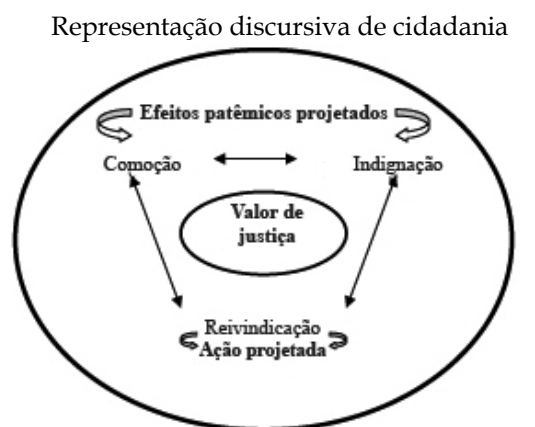 Representação discursiva de cidadania
Efeitos patêmicos projetados
Comoção
Indignação
Valor de
justiça
Reivindicação
Ação projetada